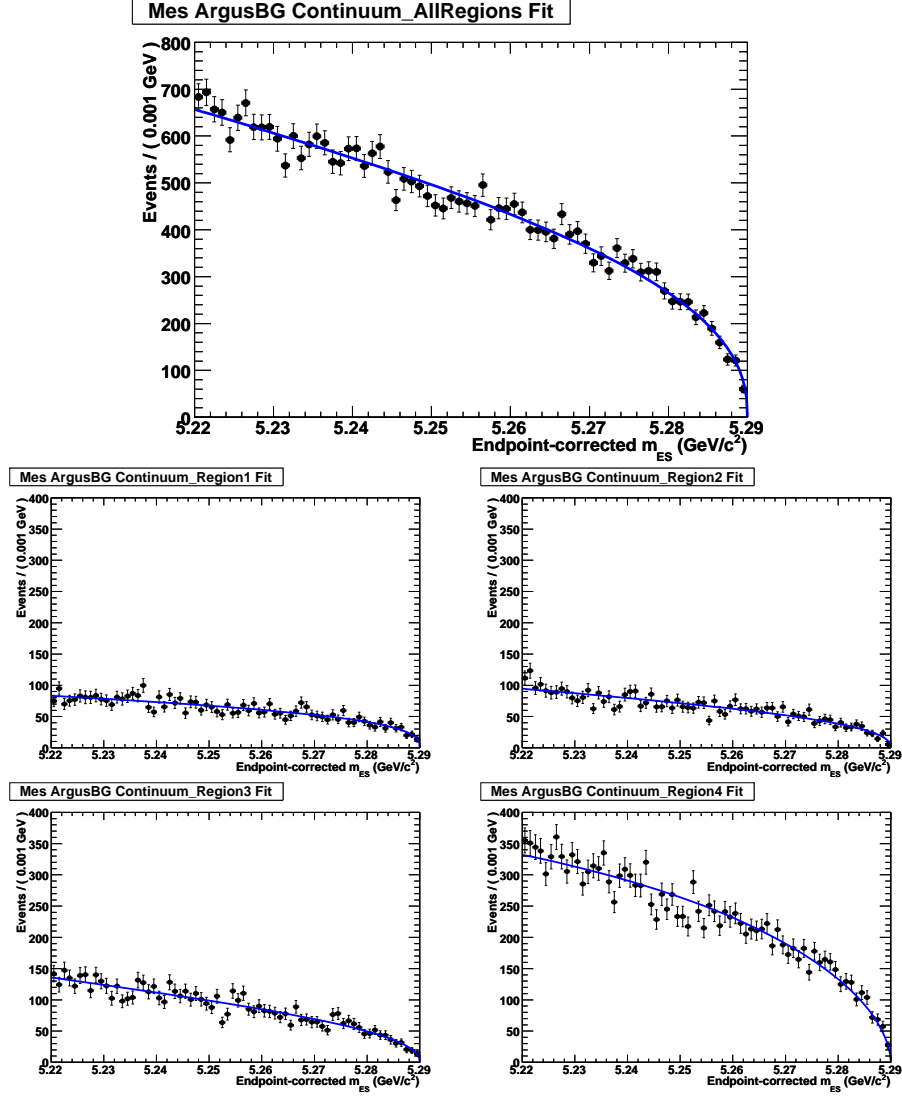 Mes ArgusBG Continuum_AllRegions Fit
Events / ( 0.001 GeV )
800
700
600
500
400
300
200
100
0
5.22 5.23 5.24 5.25 5.26 5.27 5.28 5.29
Endpoint-corrected m_ES (GeV/c²)
Mes ArgusBG Continuum_Region1 Fit
Events / ( 0.001 GeV )
400
350
300
250
200
150
100
50
0
5.22 5.23 5.24 5.25 5.26 5.27 5.28 5.29
Endpoint-corrected m_ES (GeV/c²)
Mes ArgusBG Continuum_Region2 Fit
Events / ( 0.001 GeV )
400
350
300
250
200
150
100
50
0
5.22 5.23 5.24 5.25 5.26 5.27 5.28 5.29
Endpoint-corrected m_ES (GeV/c²)
Mes ArgusBG Continuum_Region3 Fit
Events / ( 0.001 GeV )
400
350
300
250
200
150
100
50
0
5.22 5.23 5.24 5.25 5.26 5.27 5.28 5.29
Endpoint-corrected m_ES (GeV/c²)
Mes ArgusBG Continuum_Region4 Fit
Events / ( 0.001 GeV )
400
350
300
250
200
150
100
50
0
5.22 5.23 5.24 5.25 5.26 5.27 5.28 5.29
Endpoint-corrected m_ES (GeV/c²)